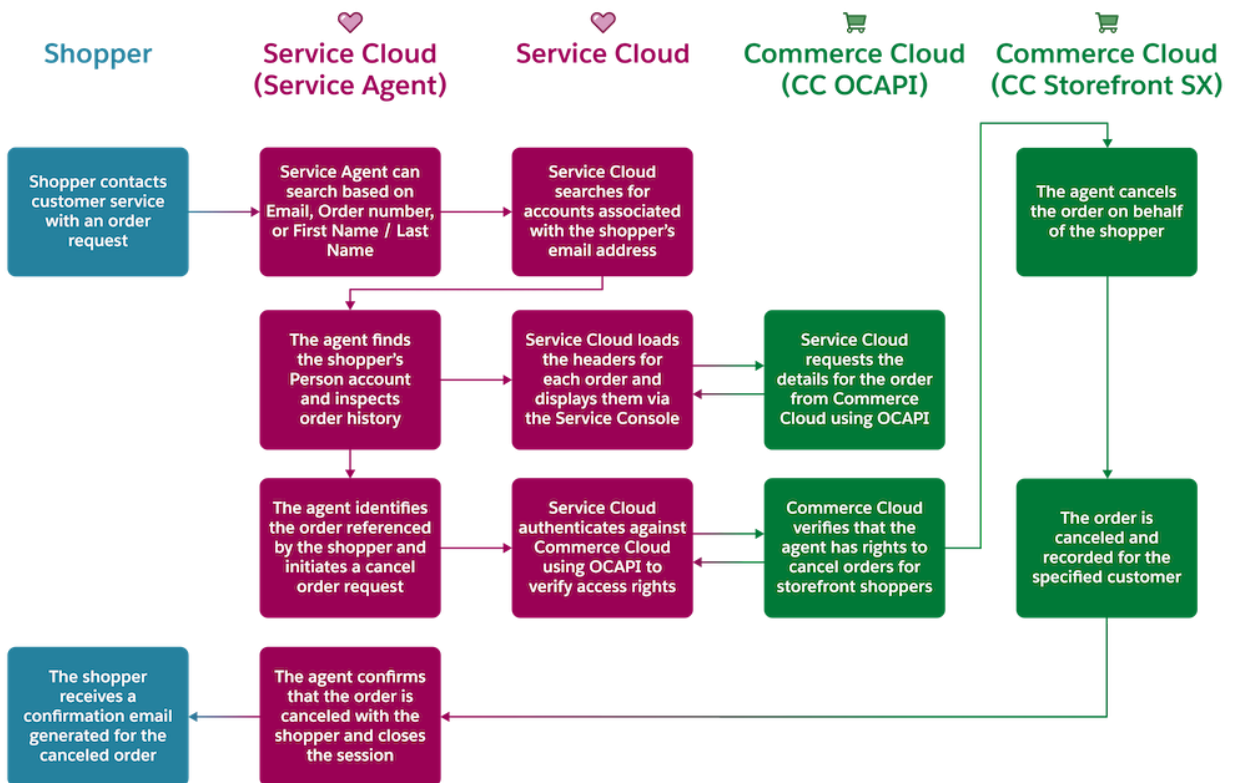 Shopper
Service Cloud
(Service Agent)
Service Cloud
Commerce Cloud
(CC OCAPI)
Commerce Cloud
(CC Storefront SX)
Shopper contacts
customer service
with an order
request
Service Agent can
search based on
Email, Order number,
or First Name / Last
Name
Service Cloud
searches for
accounts associated
with the shopper's
email address
The agent cancels
the order on behalf
of the shopper
The agent finds
the shopper's
Person account
and inspects
order history
Service Cloud loads
the headers for
each order and
displays them via
the Service Console
Service Cloud
requests the
details for the order
from Commerce
Cloud using OCAPI
The agent identifies
the order referenced
by the shopper and
initiates a cancel
order request
Service Cloud
authenticates against
Commerce Cloud
using OCAPI to
verify access rights
Commerce Cloud
verifies that the
agent has rights to
cancel orders for
storefront shoppers
The order is
canceled and
recorded for the
specified customer
The shopper
receives a
confirmation email
generated for the
canceled order
The agent confirms
that the order is
canceled with the
shopper and closes
the session